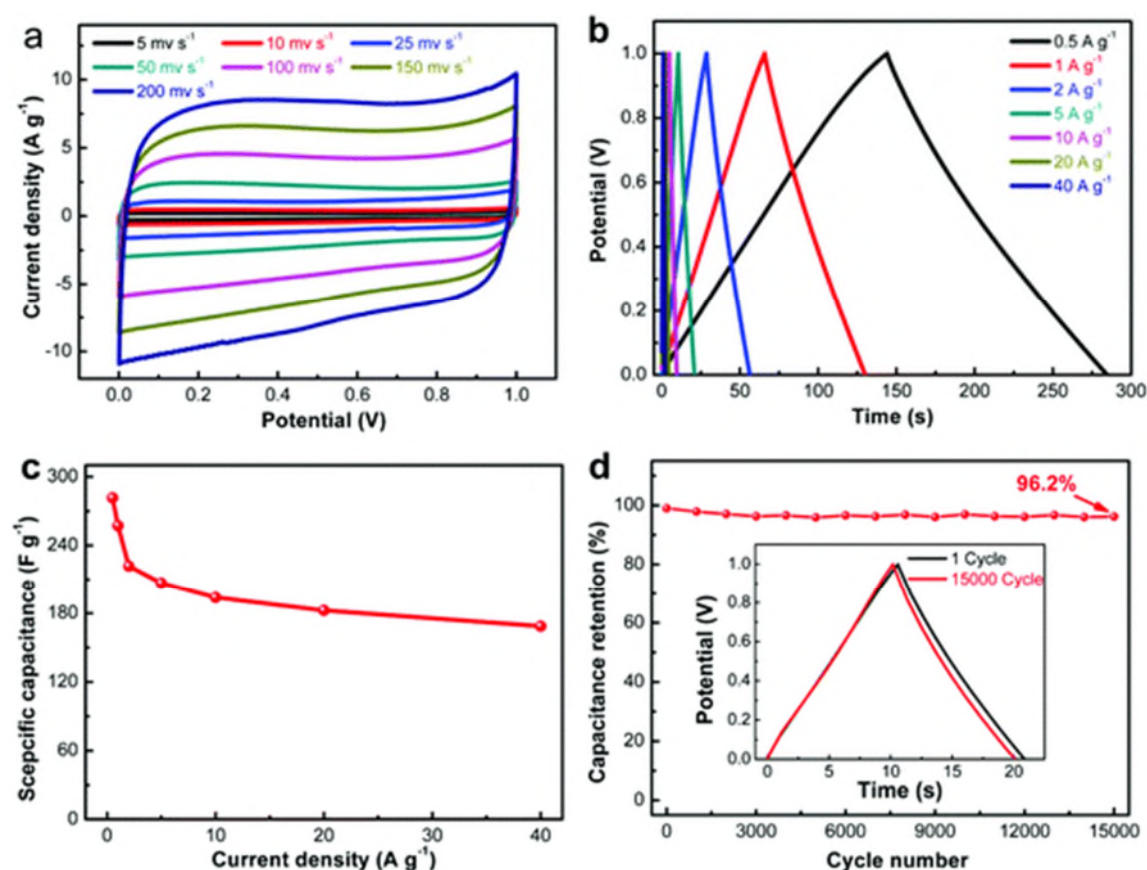 a
5 mv s⁻¹ 10 mv s⁻¹ 25 mv s⁻¹
50 mv s⁻¹ 100 mv s⁻¹ 150 mv s⁻¹
200 mv s⁻¹
Current density (A g⁻¹)
10
5
0
-5
-10
0.0 0.2 0.4 0.6 0.8 1.0
Potential (V)
b
0.5 A g⁻¹
1 A g⁻¹
2 A g⁻¹
5 A g⁻¹
10 A g⁻¹
20 A g⁻¹
40 A g⁻¹
Potential (V)
1.0
0.8
0.6
0.4
0.2
0.0
0 50 100 150 200 250 300
Time (s)
c
Scepcific capacitance (F g⁻¹)
300
240
180
120
60
0
0 10 20 30 40
Current density (A g⁻¹)
d
96.2%
Capacitance retention (%)
100
80
60
40
20
0
1 Cycle
15000 Cycle
Potential (V)
1.0
0.8
0.6
0.4
0.2
0.0
0 5 10 15 20
Time (s)
0 3000 6000 9000 12000 15000
Cycle number